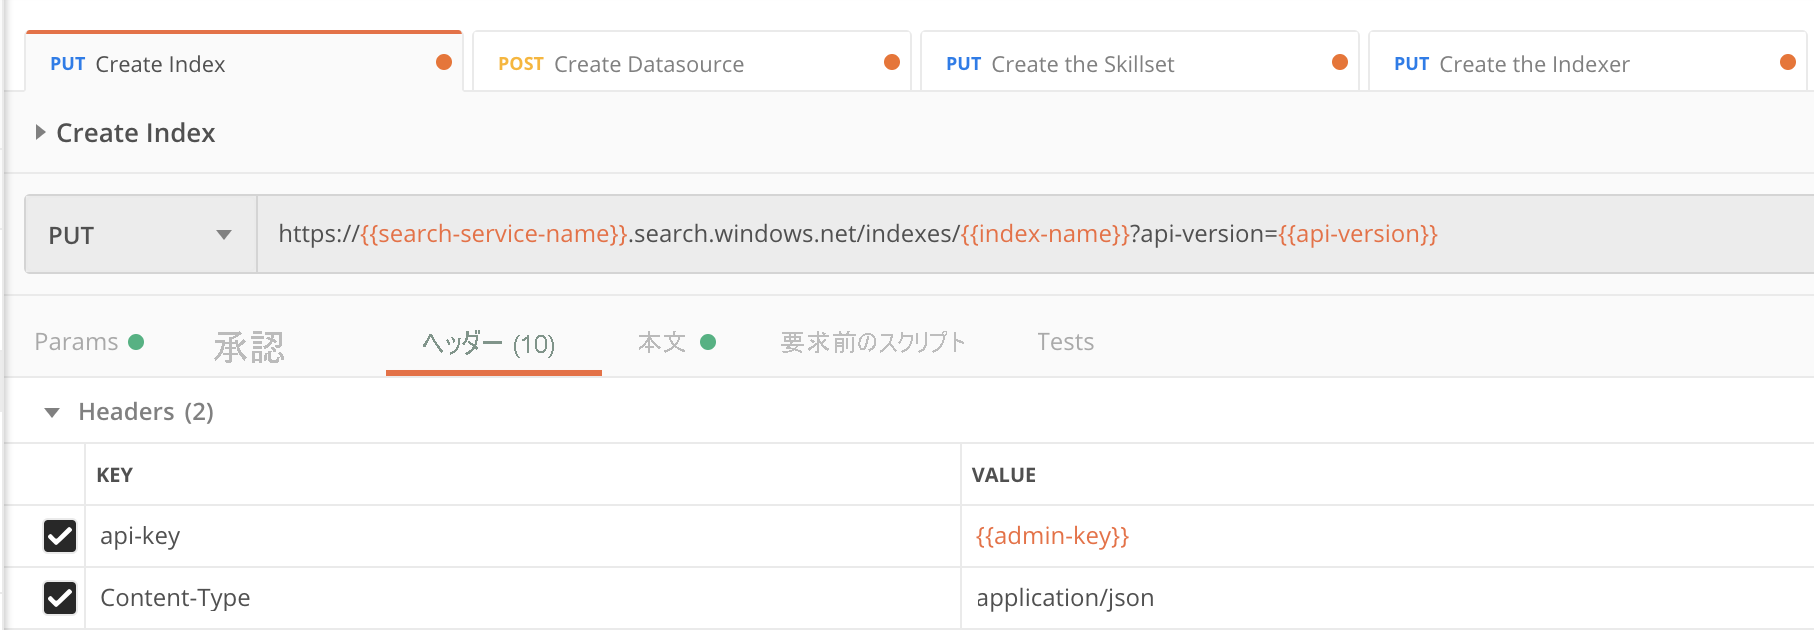 PUT Create Index POST Create Datasource PUT Create the Skillset PUT Create the Indexer
Create Index
PUT https://{{search-service-name}}.search.windows.net/indexes/{{index-name}}?api-version={{api-version}}
Params 承認 ヘッダー (10) 本文 要求前のスクリプト Tests
Headers (2)
KEY VALUE
api-key {{admin-key}}
Content-Type application/json